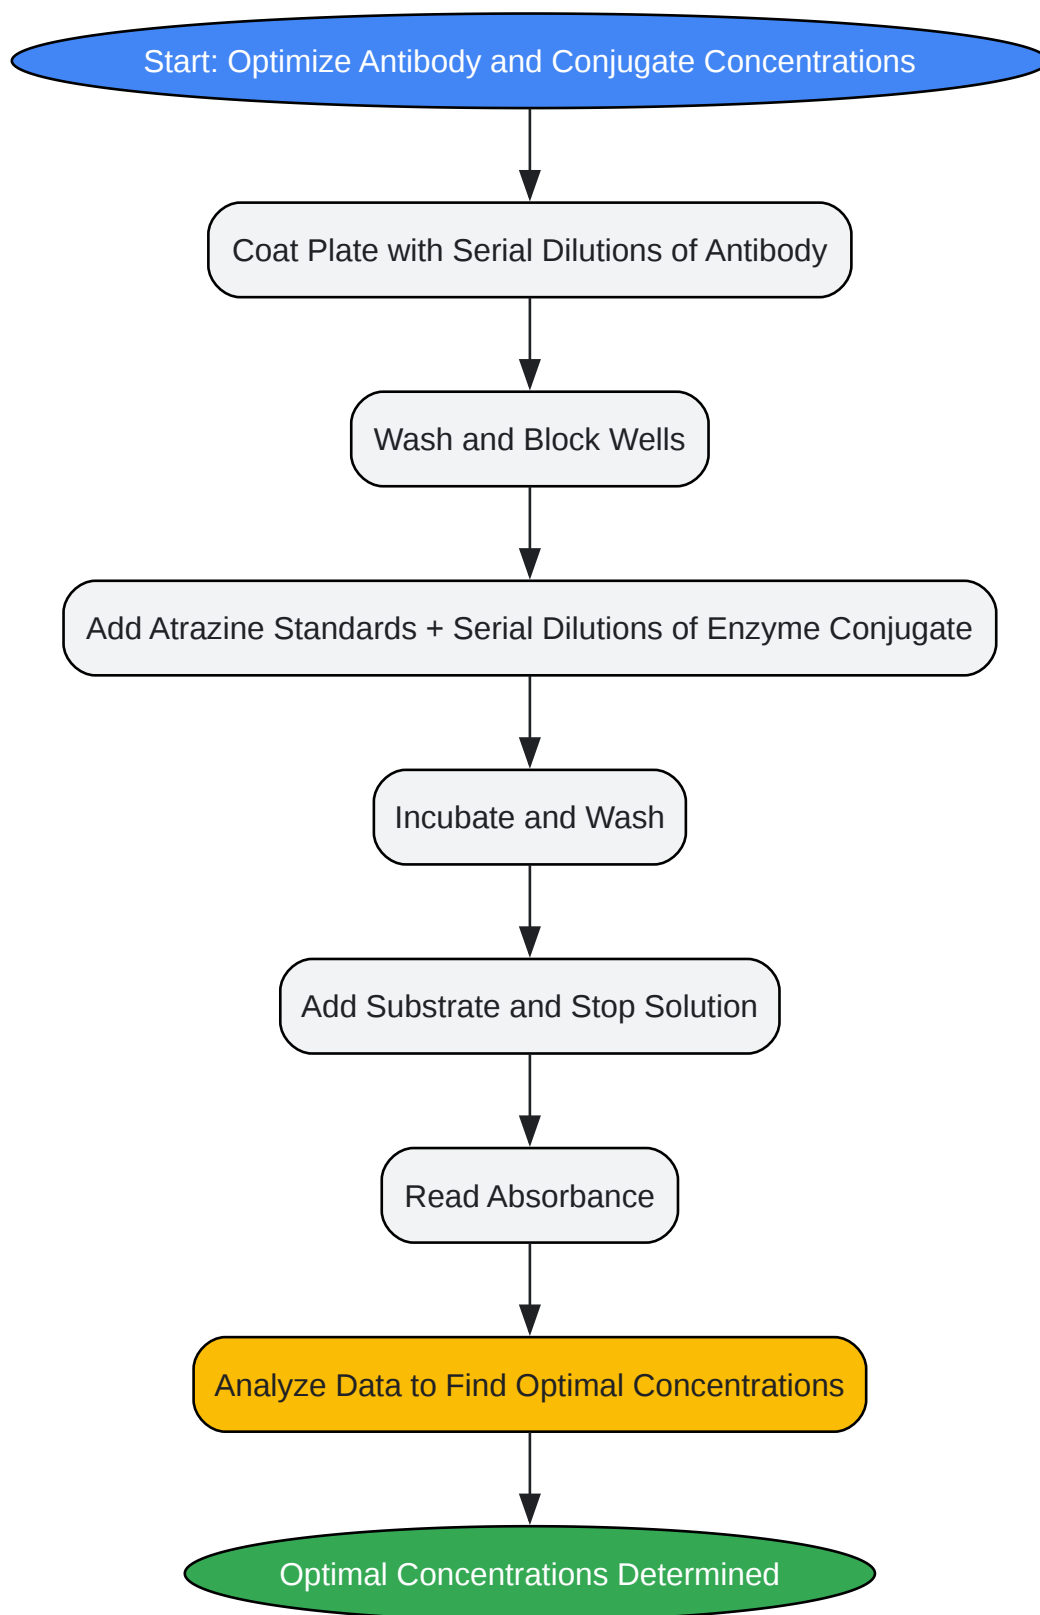 Start: Optimize Antibody and Conjugate Concentrations
Coat Plate with Serial Dilutions of Antibody
Wash and Block Wells
Add Atrazine Standards + Serial Dilutions of Enzyme Conjugate
Incubate and Wash
Add Substrate and Stop Solution
Read Absorbance
Analyze Data to Find Optimal Concentrations
Optimal Concentrations Determined